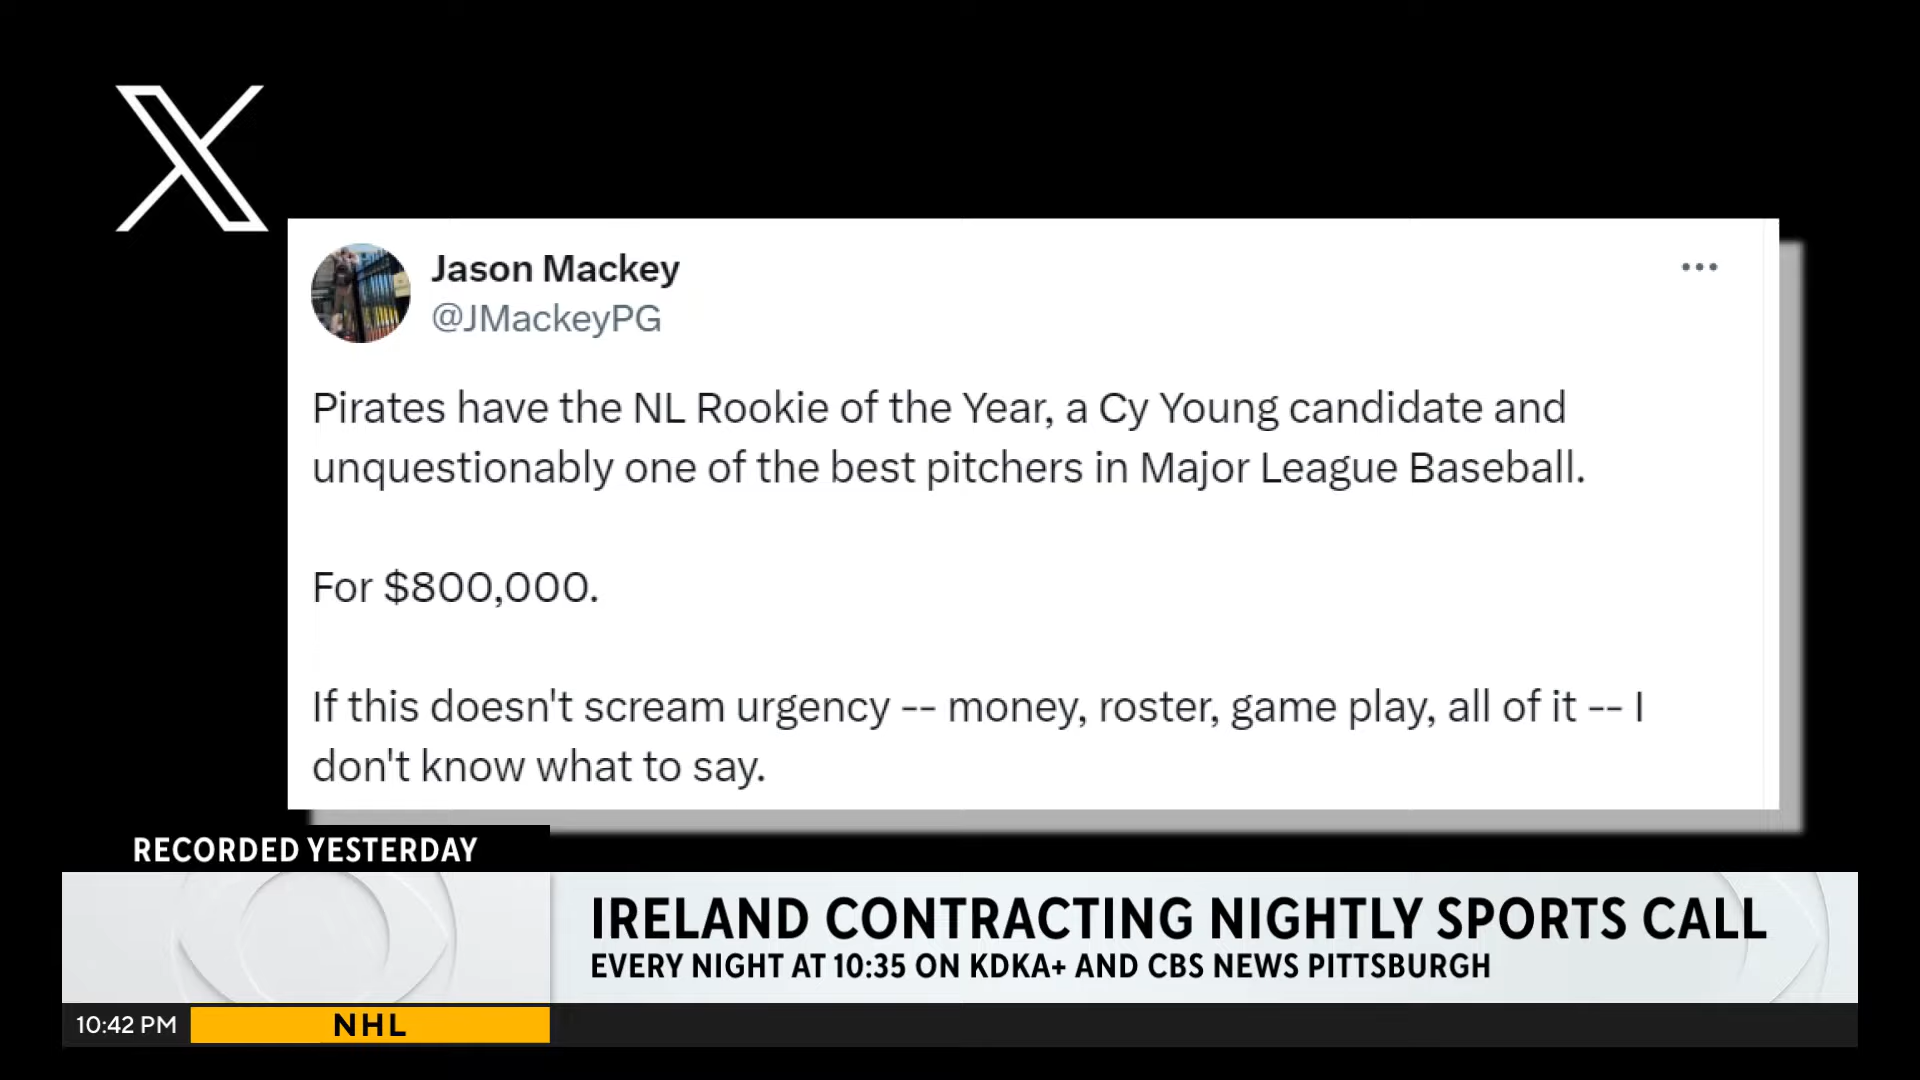 Jason Mackey
@JMackeyPG
Pirates have the NL Rookie of the Year, a Cy Young candidate and
unquestionably one of the best pitchers in Major League Baseball.
For $800,000.
If this doesn't scream urgency -- money, roster, game play, all of it -- I
don't know what to say.
RECORDED YESTERDAY
IRELAND CONTRACTING NIGHTLY SPORTS CALL
EVERY NIGHT AT 10:35 ON KDKA+ AND CBS NEWS PITTSBURGH
10:42 PM NHL